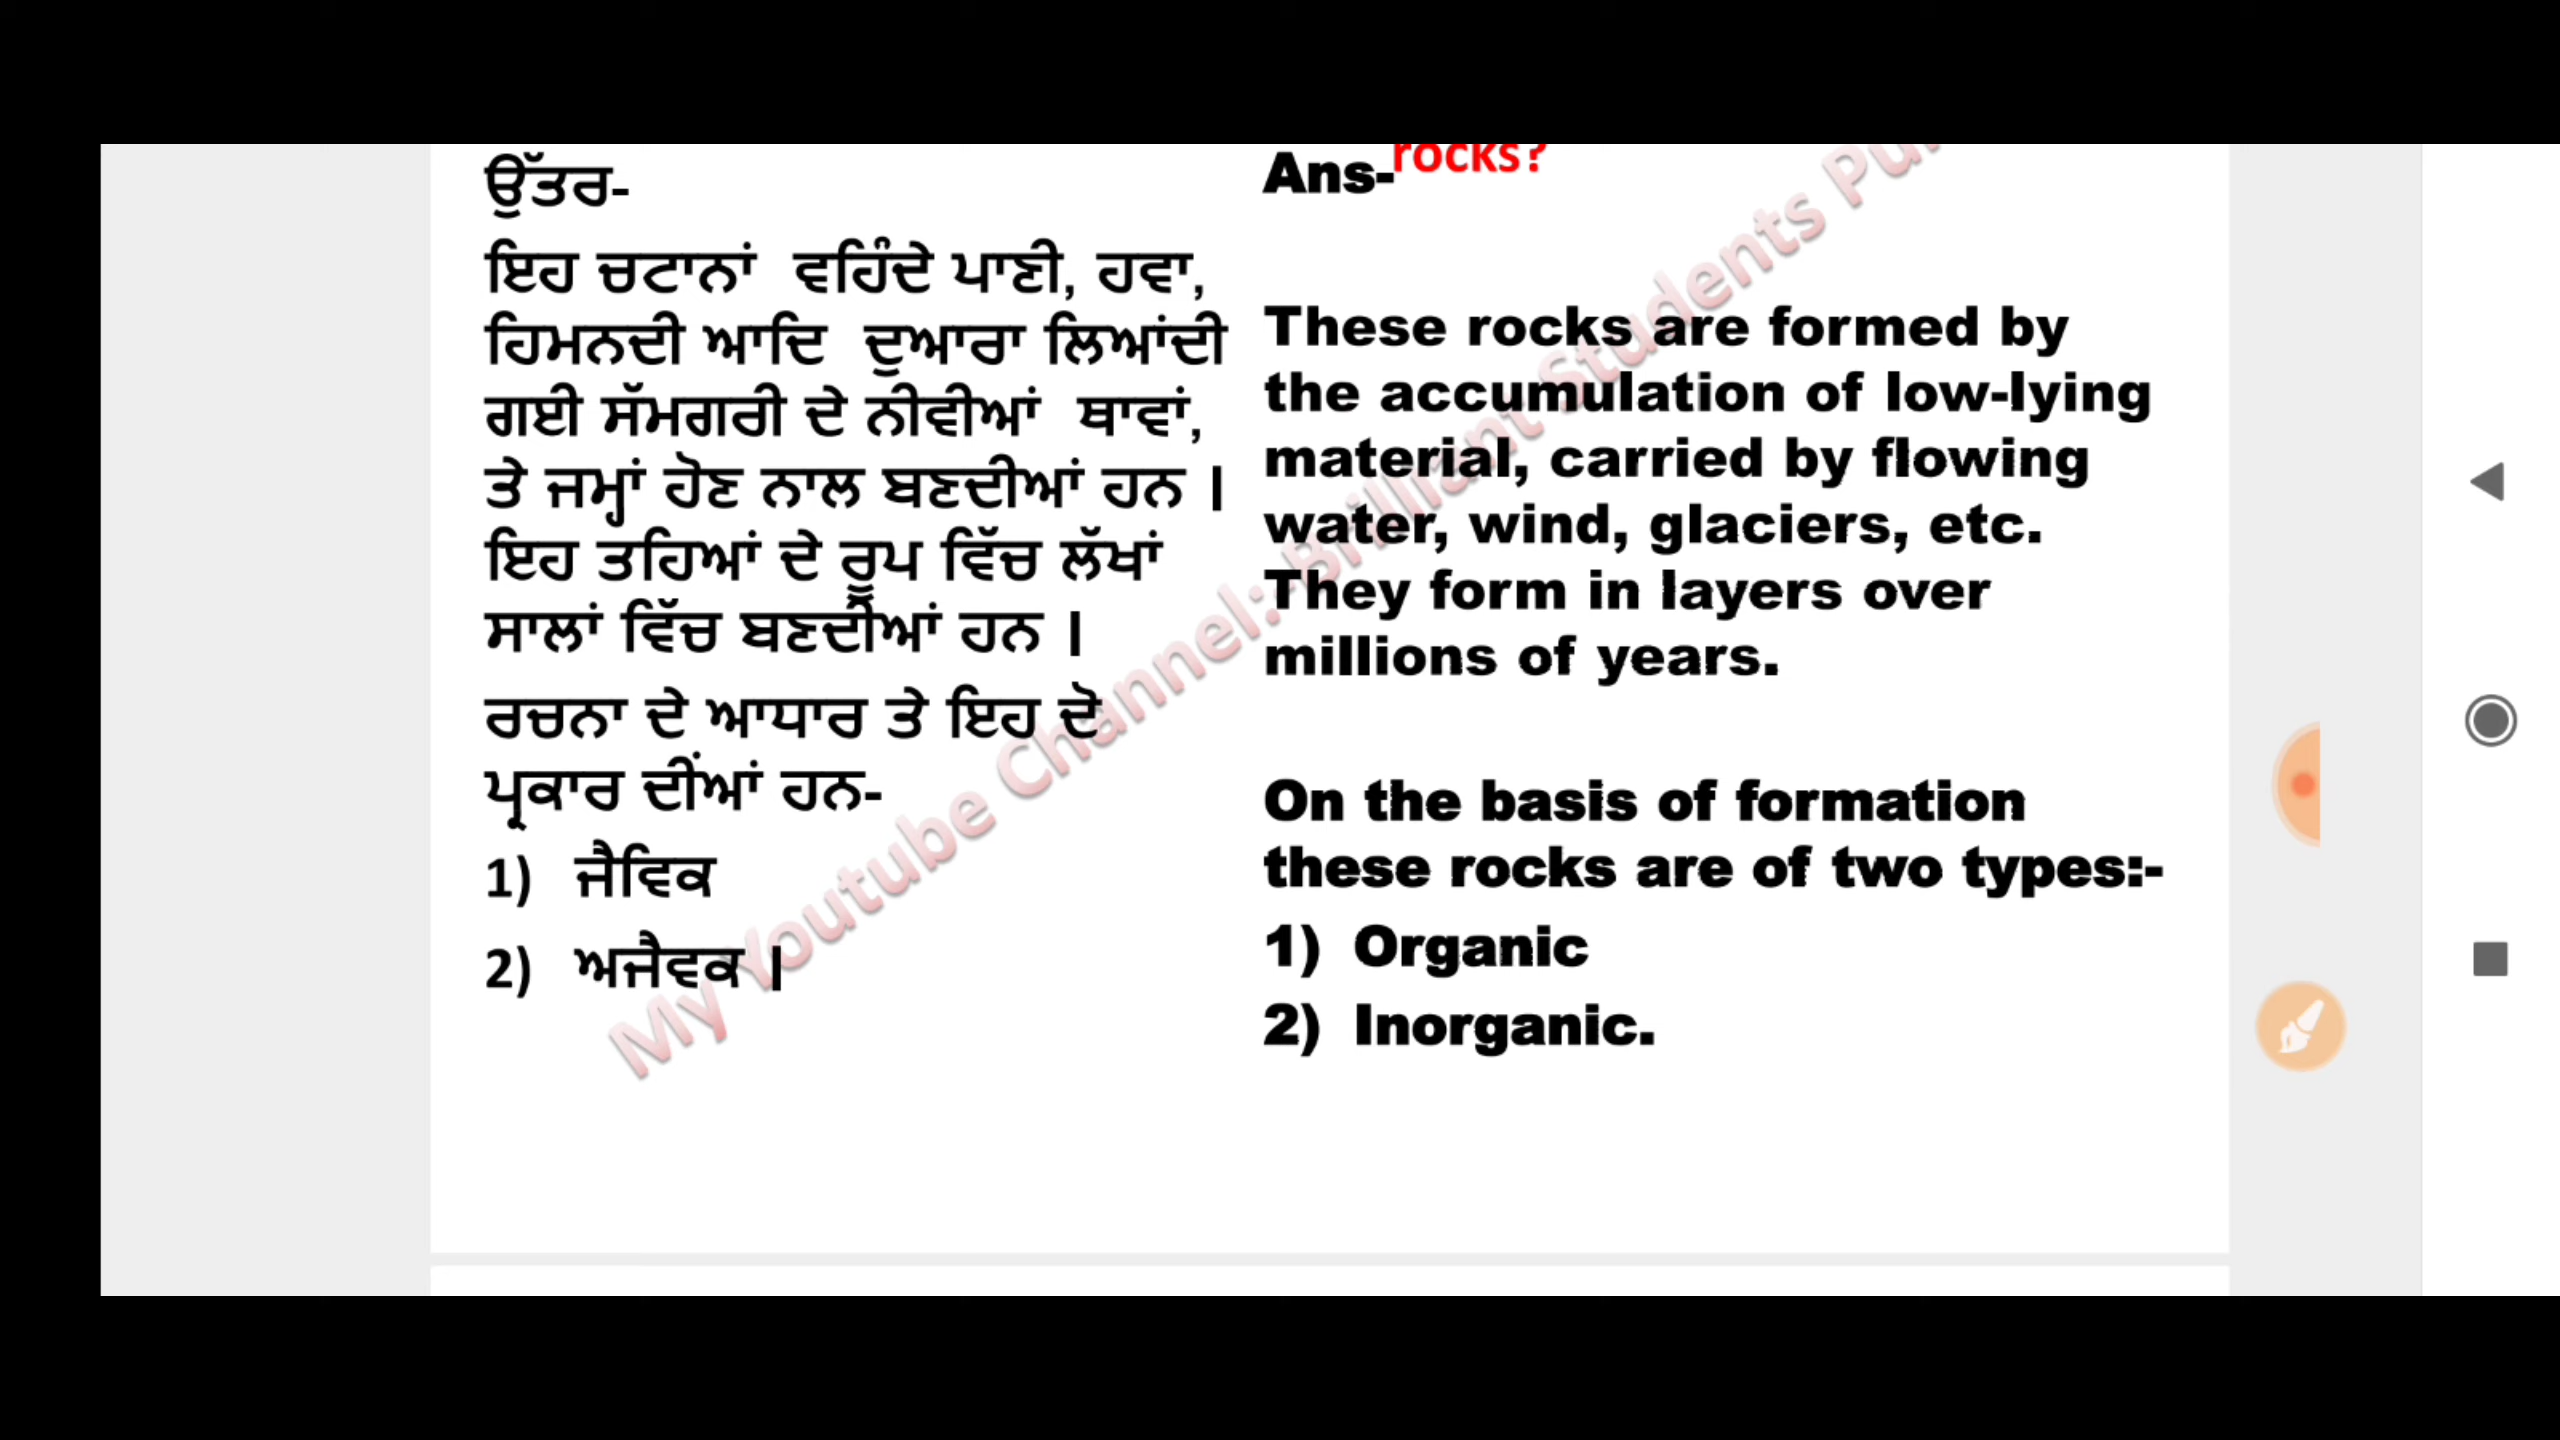 ਉੱਤਰ-
ਇਹ ਚਟਾਨਾਂ ਵਹਿੰਦੇ ਪਾਣੀ, ਹਵਾ,
ਹਿਮਨਦੀ ਆਦਿ ਦੁਆਰਾ ਲਿਆਂਦੀ
ਗਈ ਸੱਮਗਰੀ ਦੇ ਨੀਵੀਆਂ ਥਾਵਾਂ,
ਤੇ ਜਮ੍ਹਾਂ ਹੋਣ ਨਾਲ ਬਣਦੀਆਂ ਹਨ |
ਇਹ ਤਹਿਆਂ ਦੇ ਰੂਪ ਵਿੱਚ ਲੱਖਾਂ
ਸਾਲਾਂ ਵਿੱਚ ਬਣਦੀਆਂ ਹਨ |
ਰਚਨਾ ਦੇ ਆਧਾਰ ਤੇ ਇਹ ਦੋ
ਪ੍ਰਕਾਰ ਦੀਂਆਂ ਹਨ-
1) ਜੈਵਿਕ
2) ਅਜੈਵਕ |
rocks?
Ans-
These rocks are formed by
the accumulation of low-lying
material, carried by flowing
water, wind, glaciers, etc.
They form in layers over
millions of years.
On the basis of formation
these rocks are of two types:-
1) Organic
2) Inorganic.
My Youtube Channel: Brilliant Students